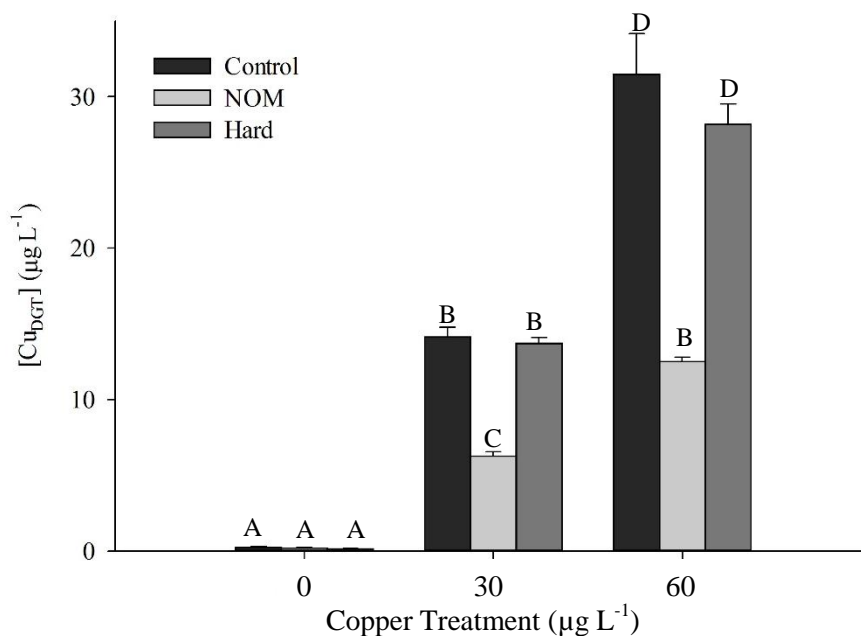 Control
NOM
Hard
[Cu_DGT] (µg L⁻¹)
30
20
10
0
A A A
B C B
D B D
0 30 60
Copper Treatment (µg L⁻¹)